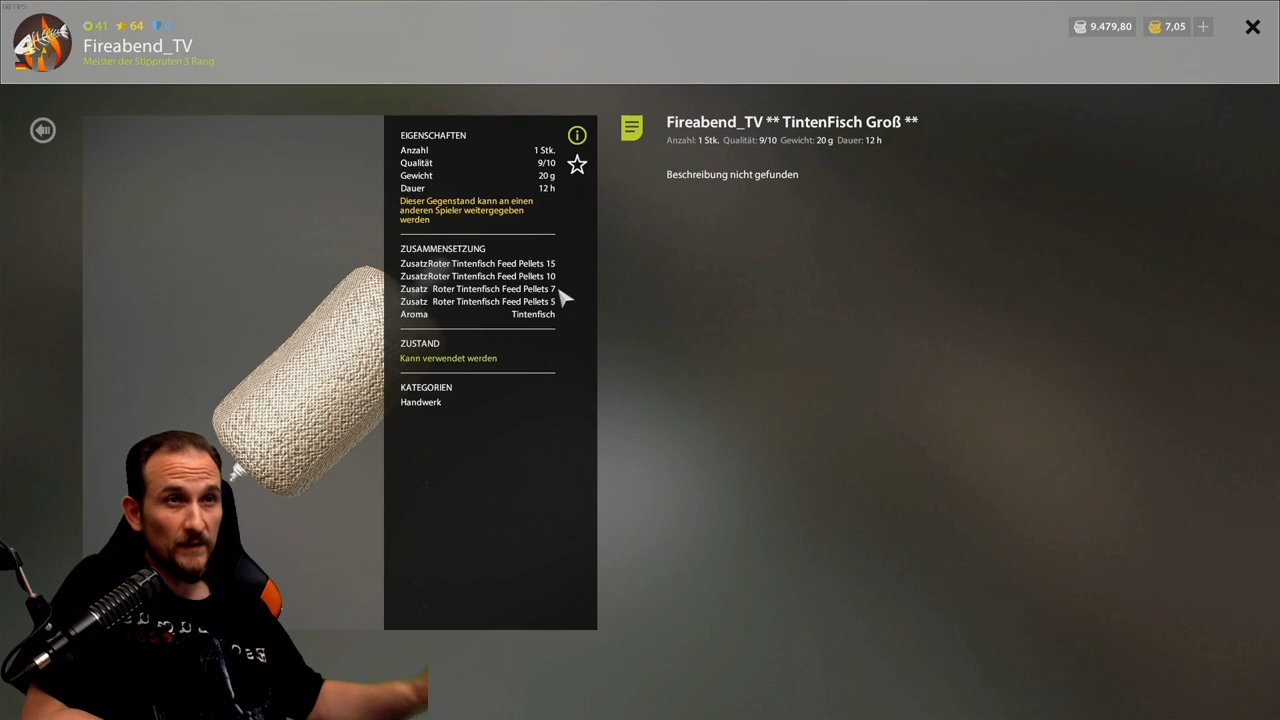 41 64 0
Fireabend_TV
Meister der Stippruten 3 Rang
9.479,80 7,05 +
EIGENSCHAFTEN
Anzahl 1 Stk.
Qualität 9/10
Gewicht 20 g
Dauer 12 h
Dieser Gegenstand kann an einen
anderen Spieler weitergegeben
werden
ZUSAMMENSETZUNG
ZusatzRoter Tintenfisch Feed Pellets 15
ZusatzRoter Tintenfisch Feed Pellets 10
Zusatz Roter Tintenfisch Feed Pellets 7
Zusatz Roter Tintenfisch Feed Pellets 5
Aroma Tintenfisch
ZUSTAND
Kann verwendet werden
KATEGORIEN
Handwerk
Fireabend_TV ** TintenFisch Groß **
Anzahl: 1 Stk. Qualität: 9/10 Gewicht: 20 g Dauer: 12 h
Beschreibung nicht gefunden